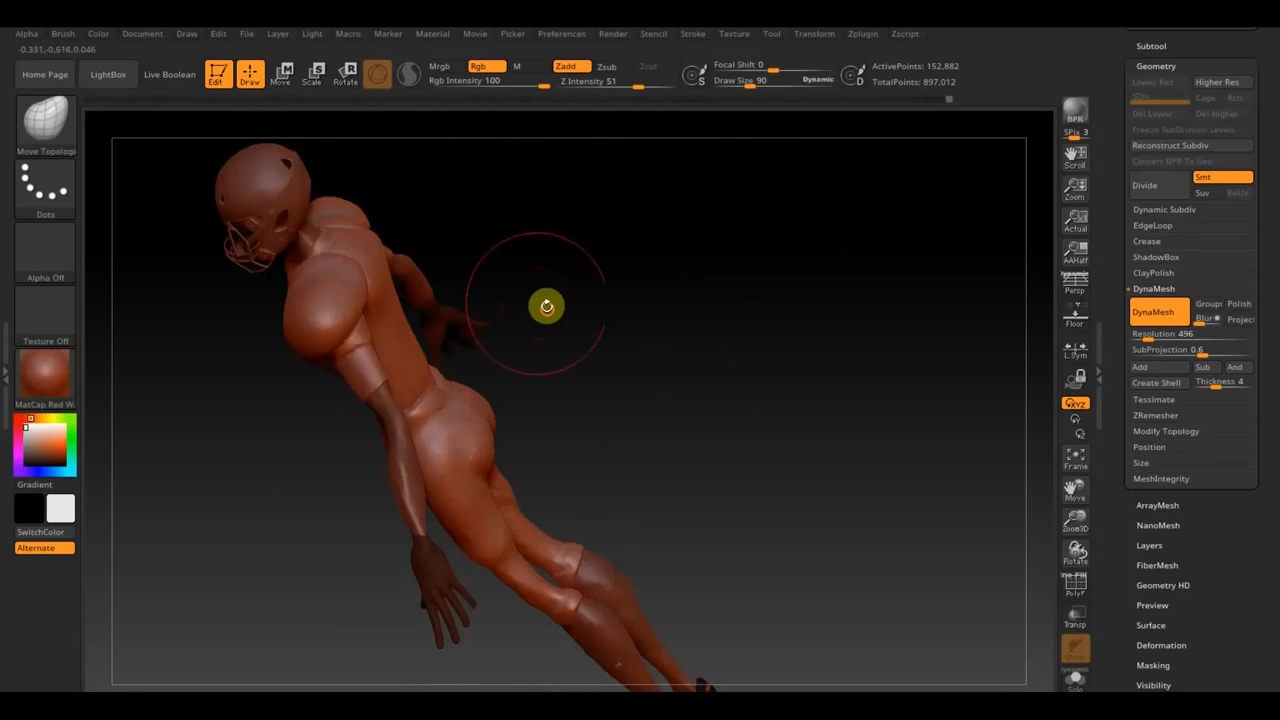 Alpha Brush Color Document Draw Edit File Layer Light Macro Marker Material Movie Picker Preferences Render Stencil Stroke Texture Tool Transform Zplugin Zscript
-0.331,-0.616,0.046
Home Page LightBox Live Boolean Edit Draw Move Scale Rotate
Mrgb Rgb M Zadd Zsub Zcut
Rgb Intensity 100 Z Intensity 51
S Focal Shift 0
Draw Size 90 Dynamic
D ActivePoints: 152,882
TotalPoints: 897,012
Move Topologi
Dots
Alpha Off
Texture Off
MatCap Red W
Gradient
SwitchColor
Alternate
BPR
SPix 3
Scroll
Zoom
Actual
AAHalf
Persp
Floor
L.Sym
XYZ
Y
Z
Frame
Move
Zoom3D
Rotate
PolyF
Transp
Solo
Subtool
Geometry
Lower Res Higher Res
SDiv Cage Rstr
Del Lower Del Higher
Freeze SubDivision Levels
Reconstruct Subdiv
Convert BPR To Geo
Divide Smt
Suv ReUV
Dynamic Subdiv
EdgeLoop
Crease
ShadowBox
ClayPolish
DynaMesh
DynaMesh Groups Polish
Blur Project
Resolution 496
SubProjection 0.6
Add Sub And
Create Shell Thickness 4
Tessimate
ZRemesher
Modify Topology
Position
Size
MeshIntegrity
ArrayMesh
NanoMesh
Layers
FiberMesh
Geometry HD
Preview
Surface
Deformation
Masking
Visibility